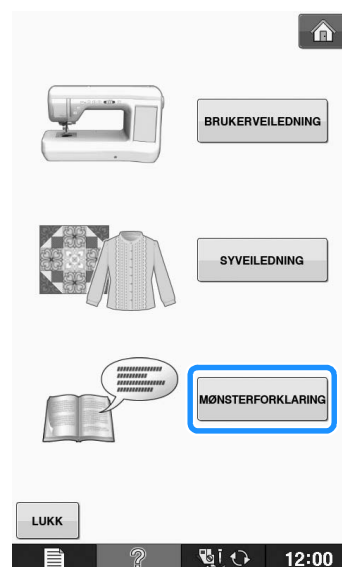 BRUKERVEILEDNING
SYVEILEDNING
MØNSTERFORKLARING
LUKK
12:00